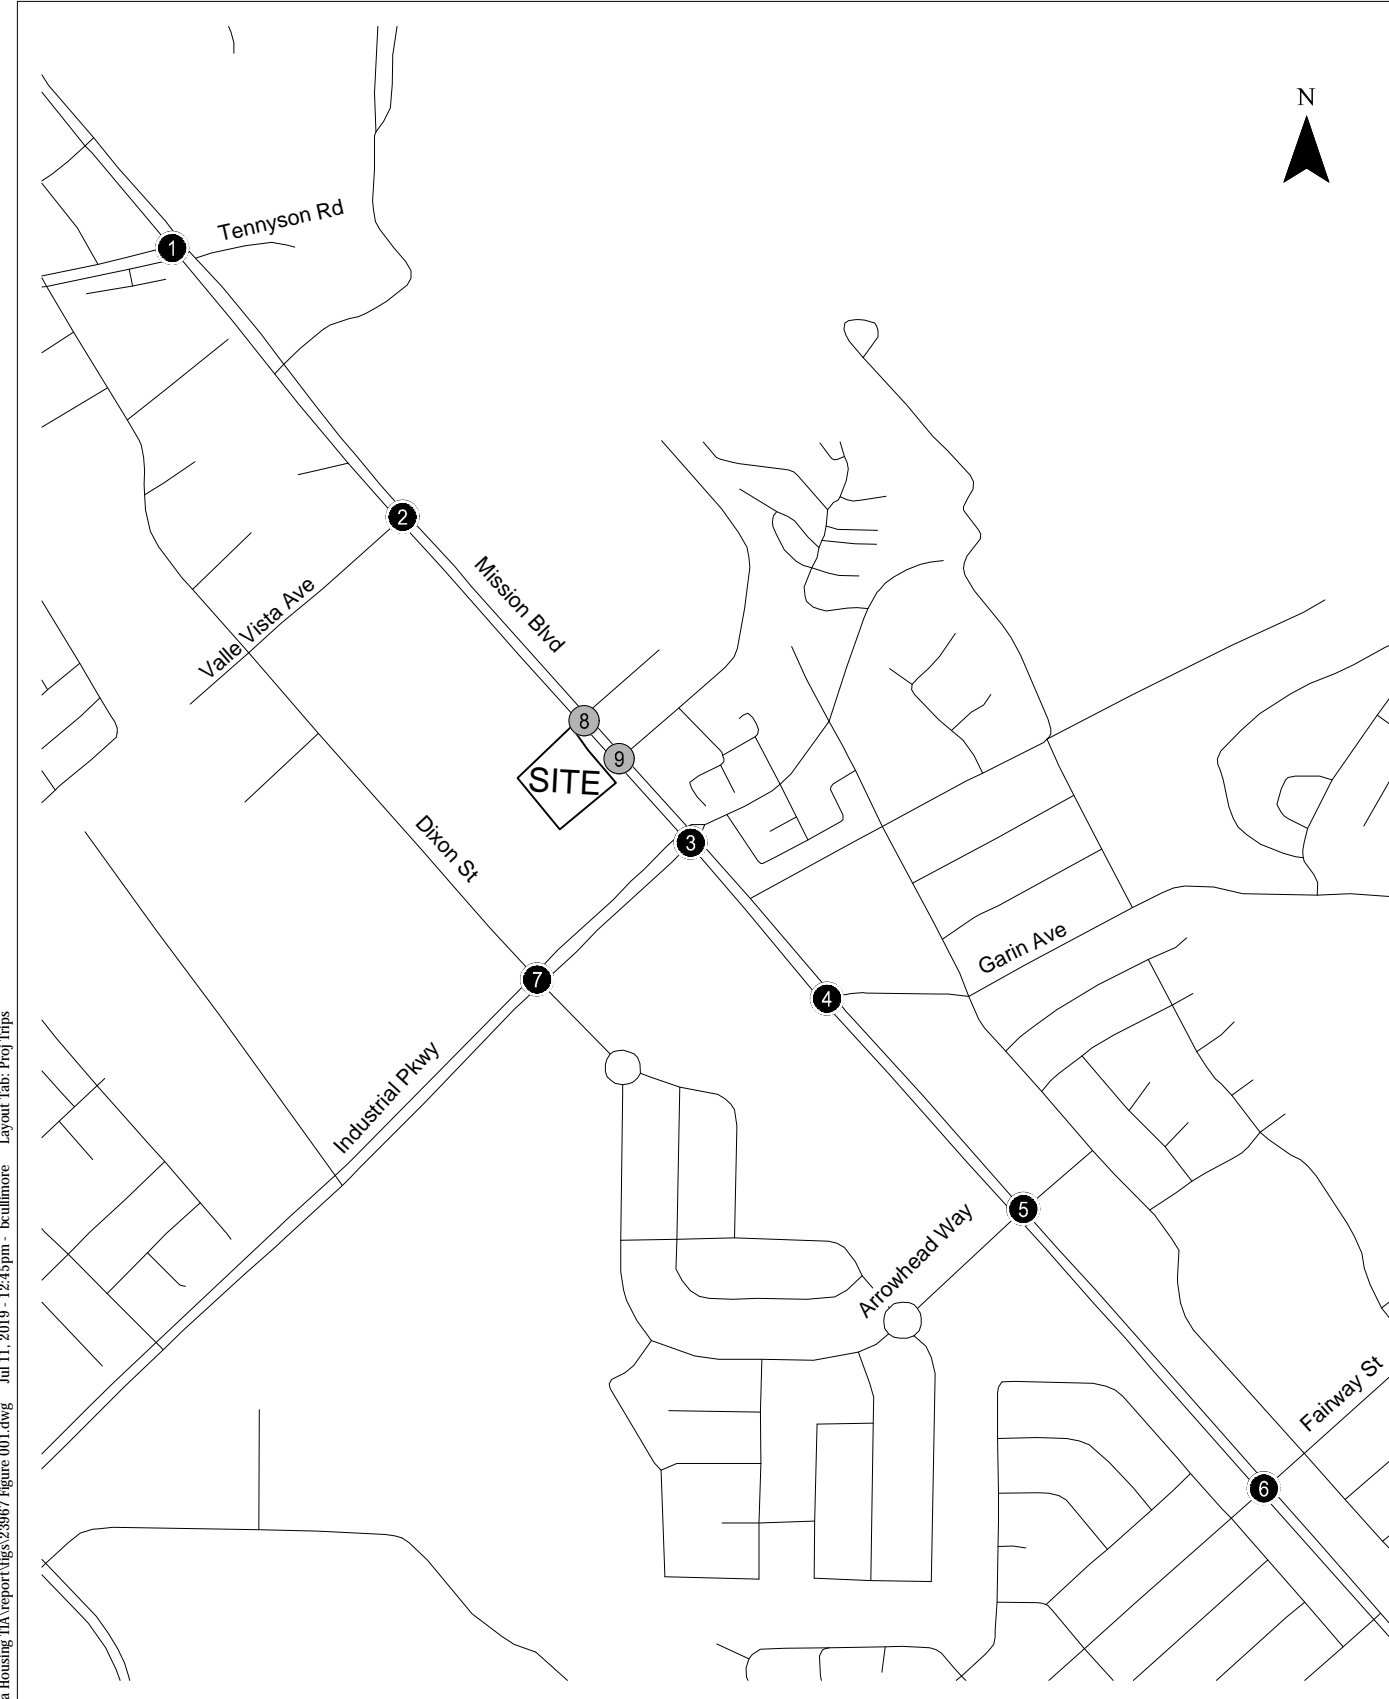 N
Tennyson Rd
1
2
Mission Blvd
Valle Vista Ave
8
9
SITE
3
Dixon St
Garin Ave
7
4
Industrial Pkwy
5
Arrowhead Way
Fairway St
6
a Housing TIA\report\figs\23967 Figure 001.dwg Jul 11, 2019 - 12:45pm - bcullimore Layout Tab: Proj Trips